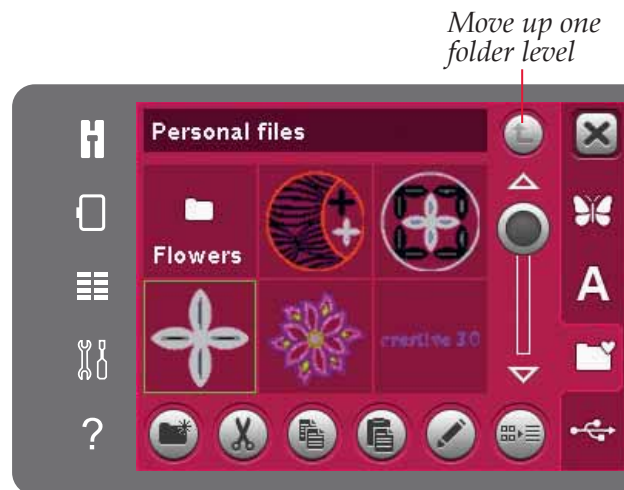 Move up one
folder level
Personal files
Flowers
creative 3.0
A
?